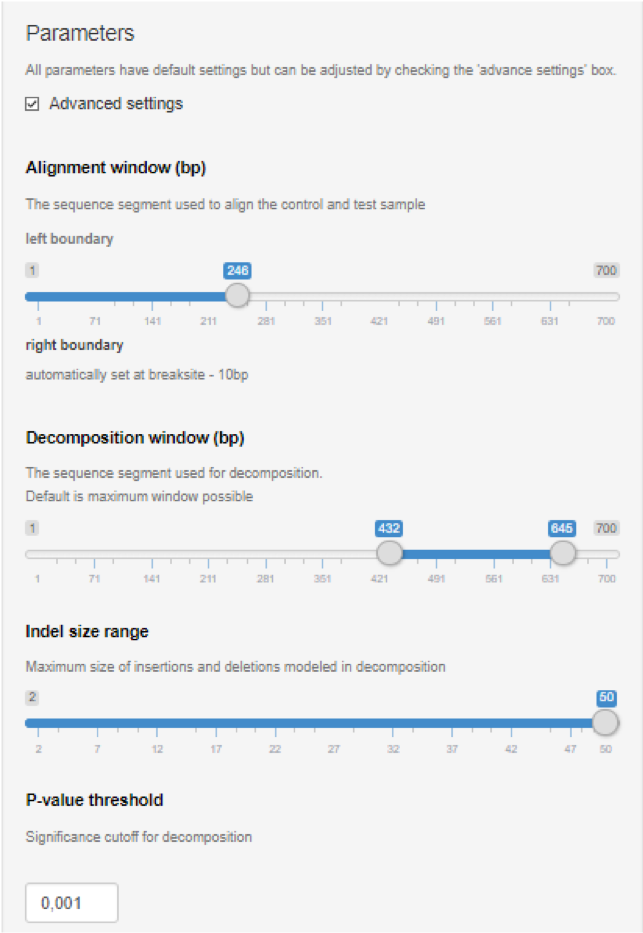 Parameters
All parameters have default settings but can be adjusted by checking the 'advance settings' box.
Advanced settings
Alignment window (bp)
The sequence segment used to align the control and test sample
left boundary
1 246 700
1 71 141 211 281 351 421 491 561 631 700
right boundary
automatically set at breaksite - 10bp
Decomposition window (bp)
The sequence segment used for decomposition.
Default is maximum window possible
1 432 645 700
1 71 141 211 281 351 421 491 561 631 700
Indel size range
Maximum size of insertions and deletions modeled in decomposition
2 50
2 7 12 17 22 27 32 37 42 47 50
P-value threshold
Significance cutoff for decomposition
0,001